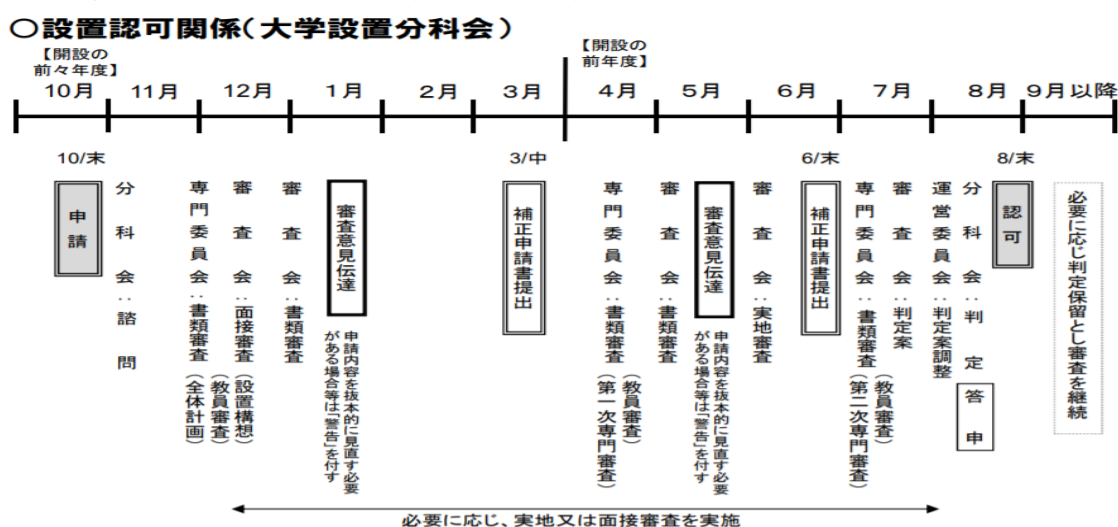 ○設置認可関係(大学設置分科会)
【開設の
前々年度】
【開設の
前年度】
10月 11月 12月 1月 2月 3月 4月 5月 6月 7月 8月 9月以降
10/末
3/中
6/末
8/末
申請
分科会:諮問
専門委員会:書類審査
(全体計画)
(教員審査)
審査会:面接審査
(設置構想)
審査会:書類審査
審査意見伝達
申請内容を抜本的に見直す必要
がある場合等は「警告」を付す
補正申請書提出
専門委員会:書類審査
(第一次専門審査)
(教員審査)
審査会:書類審査
審査意見伝達
申請内容を抜本的に見直す必要
がある場合等は「警告」を付す
審査会:実地審査
補正申請書提出
専門委員会:書類審査
(第二次専門審査)
(教員審査)
審査会:判定案
運営委員会:判定案調整
分科会:判定
答申
認可
必要に応じ判定保留とし審査を継続
必要に応じ、実地又は面接審査を実施